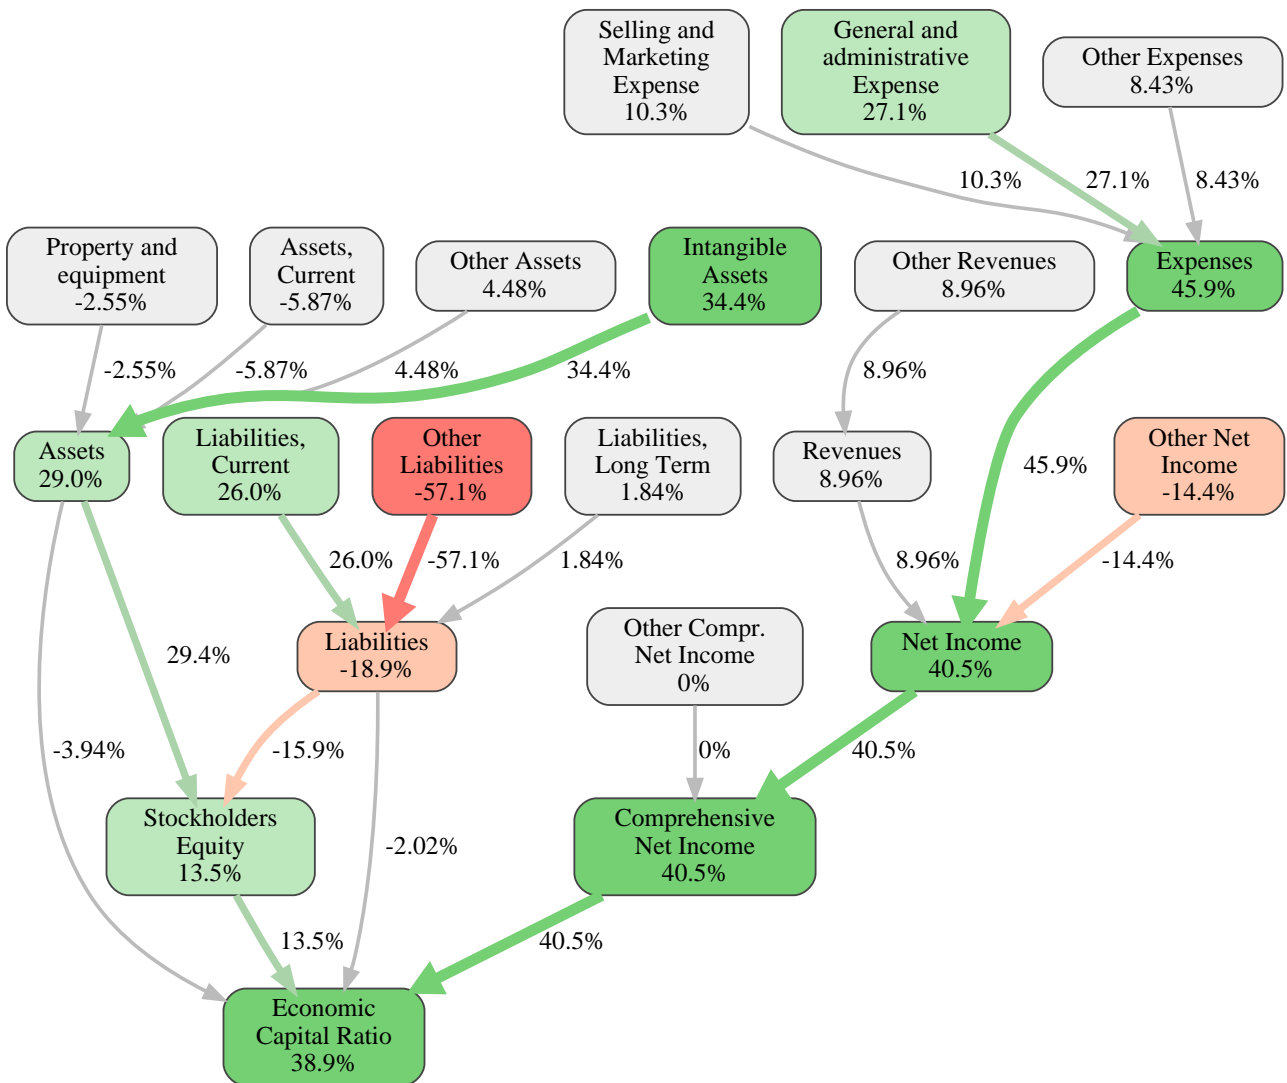 Selling and
Marketing
Expense
10.3%
General and
administrative
Expense
27.1%
Other Expenses
8.43%
10.3%
27.1%
8.43%
Property and
equipment
-2.55%
Assets,
Current
-5.87%
Other Assets
4.48%
Intangible
Assets
34.4%
Other Revenues
8.96%
Expenses
45.9%
-2.55%
-5.87%
4.48%
34.4%
8.96%
Assets
29.0%
Liabilities,
Current
26.0%
Other
Liabilities
-57.1%
Liabilities,
Long Term
1.84%
Revenues
8.96%
45.9%
Other Net
Income
-14.4%
26.0%
-57.1%
1.84%
8.96%
-14.4%
29.4%
Liabilities
-18.9%
Other Compr.
Net Income
0%
Net Income
40.5%
-3.94%
-15.9%
0%
40.5%
Stockholders
Equity
13.5%
-2.02%
Comprehensive
Net Income
40.5%
13.5%
40.5%
Economic
Capital Ratio
38.9%